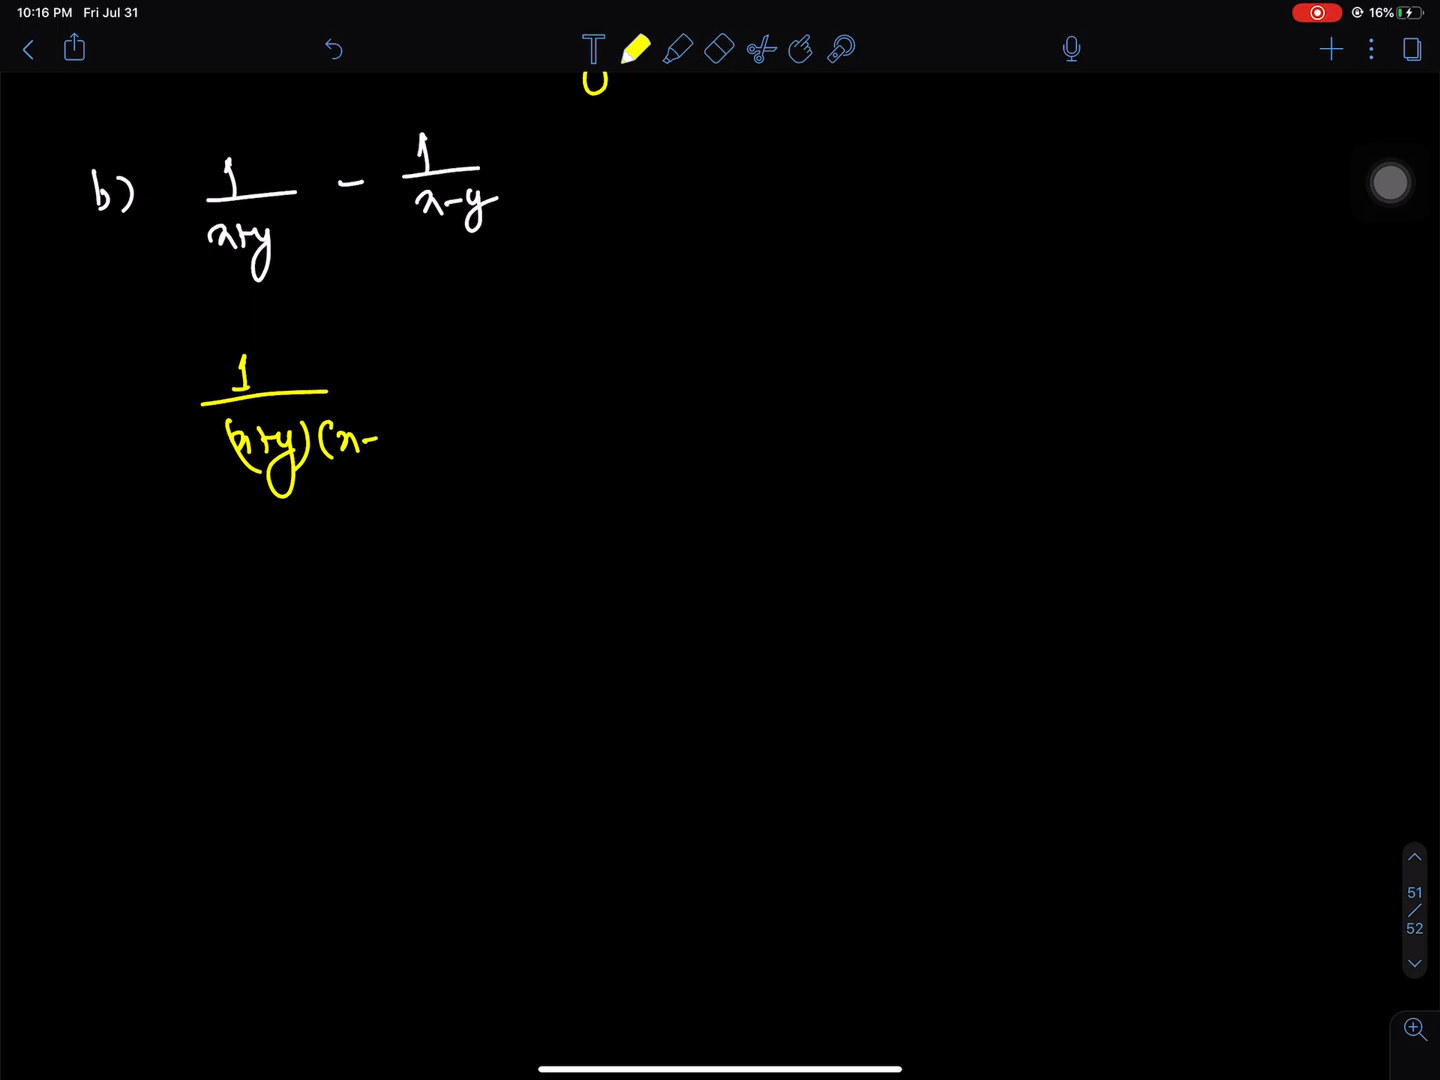 10:16 PM Fri Jul 31
16%
T
b) 1/(x+y) - 1/(x-y)
1/((x+y)(x-
51
/
52